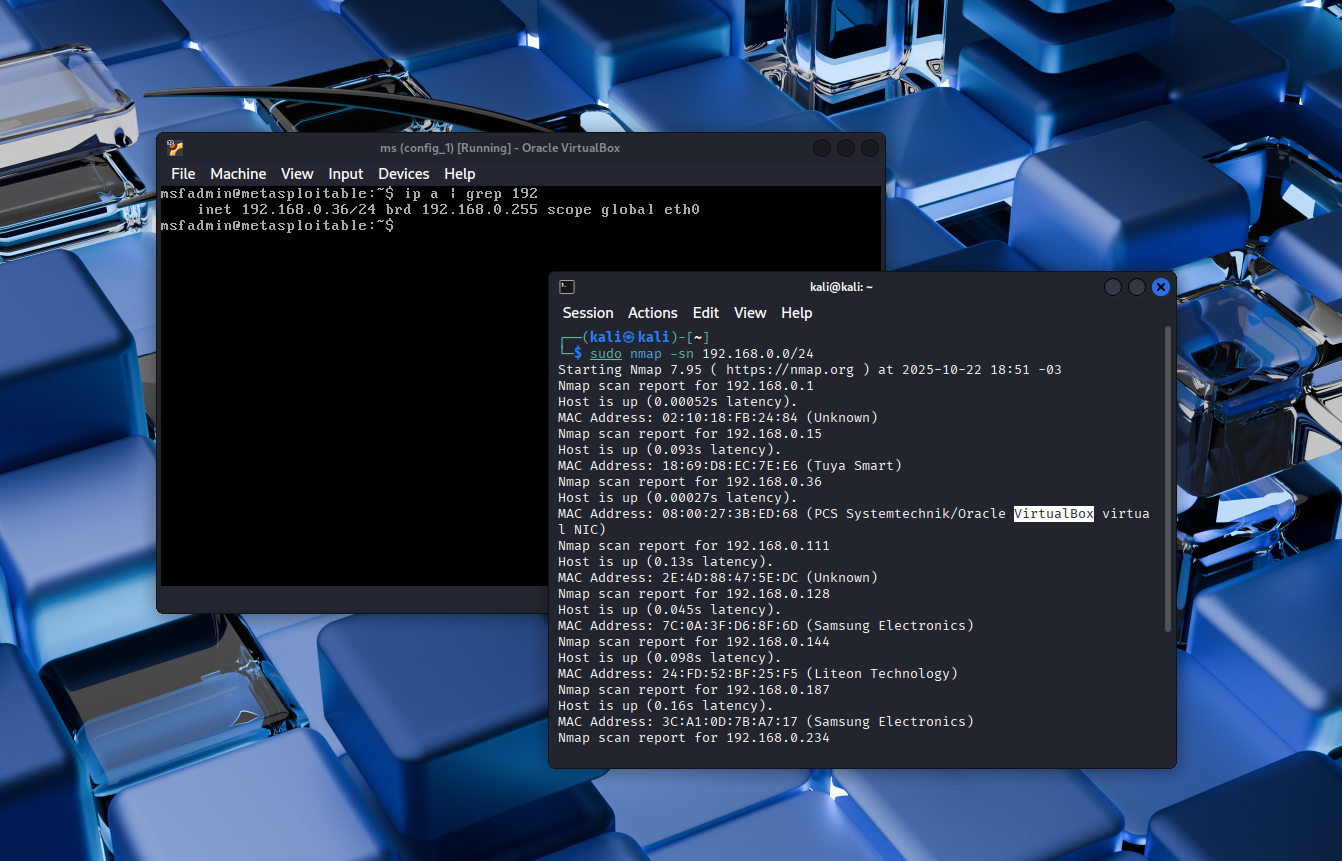 ms (config_1) [Running] - Oracle VirtualBox
File Machine View Input Devices Help
msfadmin@metasploitable:~$ ip a | grep 192
    inet 192.168.0.36/24 brd 192.168.0.255 scope global eth0
msfadmin@metasploitable:~$
kali@kali: ~
Session Actions Edit View Help
┌──(kali㉿kali)-[~]
└─$ sudo nmap -sn 192.168.0.0/24
Starting Nmap 7.95 ( https://nmap.org ) at 2025-10-22 18:51 -03
Nmap scan report for 192.168.0.1
Host is up (0.00052s latency).
MAC Address: 02:10:18:FB:24:84 (Unknown)
Nmap scan report for 192.168.0.15
Host is up (0.093s latency).
MAC Address: 18:69:D8:EC:7E:E6 (Tuya Smart)
Nmap scan report for 192.168.0.36
Host is up (0.00027s latency).
MAC Address: 08:00:27:3B:ED:68 (PCS Systemtechnik/Oracle VirtualBox virtua
l NIC)
Nmap scan report for 192.168.0.111
Host is up (0.13s latency).
MAC Address: 2E:4D:88:47:5E:DC (Unknown)
Nmap scan report for 192.168.0.128
Host is up (0.045s latency).
MAC Address: 7C:0A:3F:D6:8F:6D (Samsung Electronics)
Nmap scan report for 192.168.0.144
Host is up (0.098s latency).
MAC Address: 24:FD:52:BF:25:F5 (Liteon Technology)
Nmap scan report for 192.168.0.187
Host is up (0.16s latency).
MAC Address: 3C:A1:0D:7B:A7:17 (Samsung Electronics)
Nmap scan report for 192.168.0.234